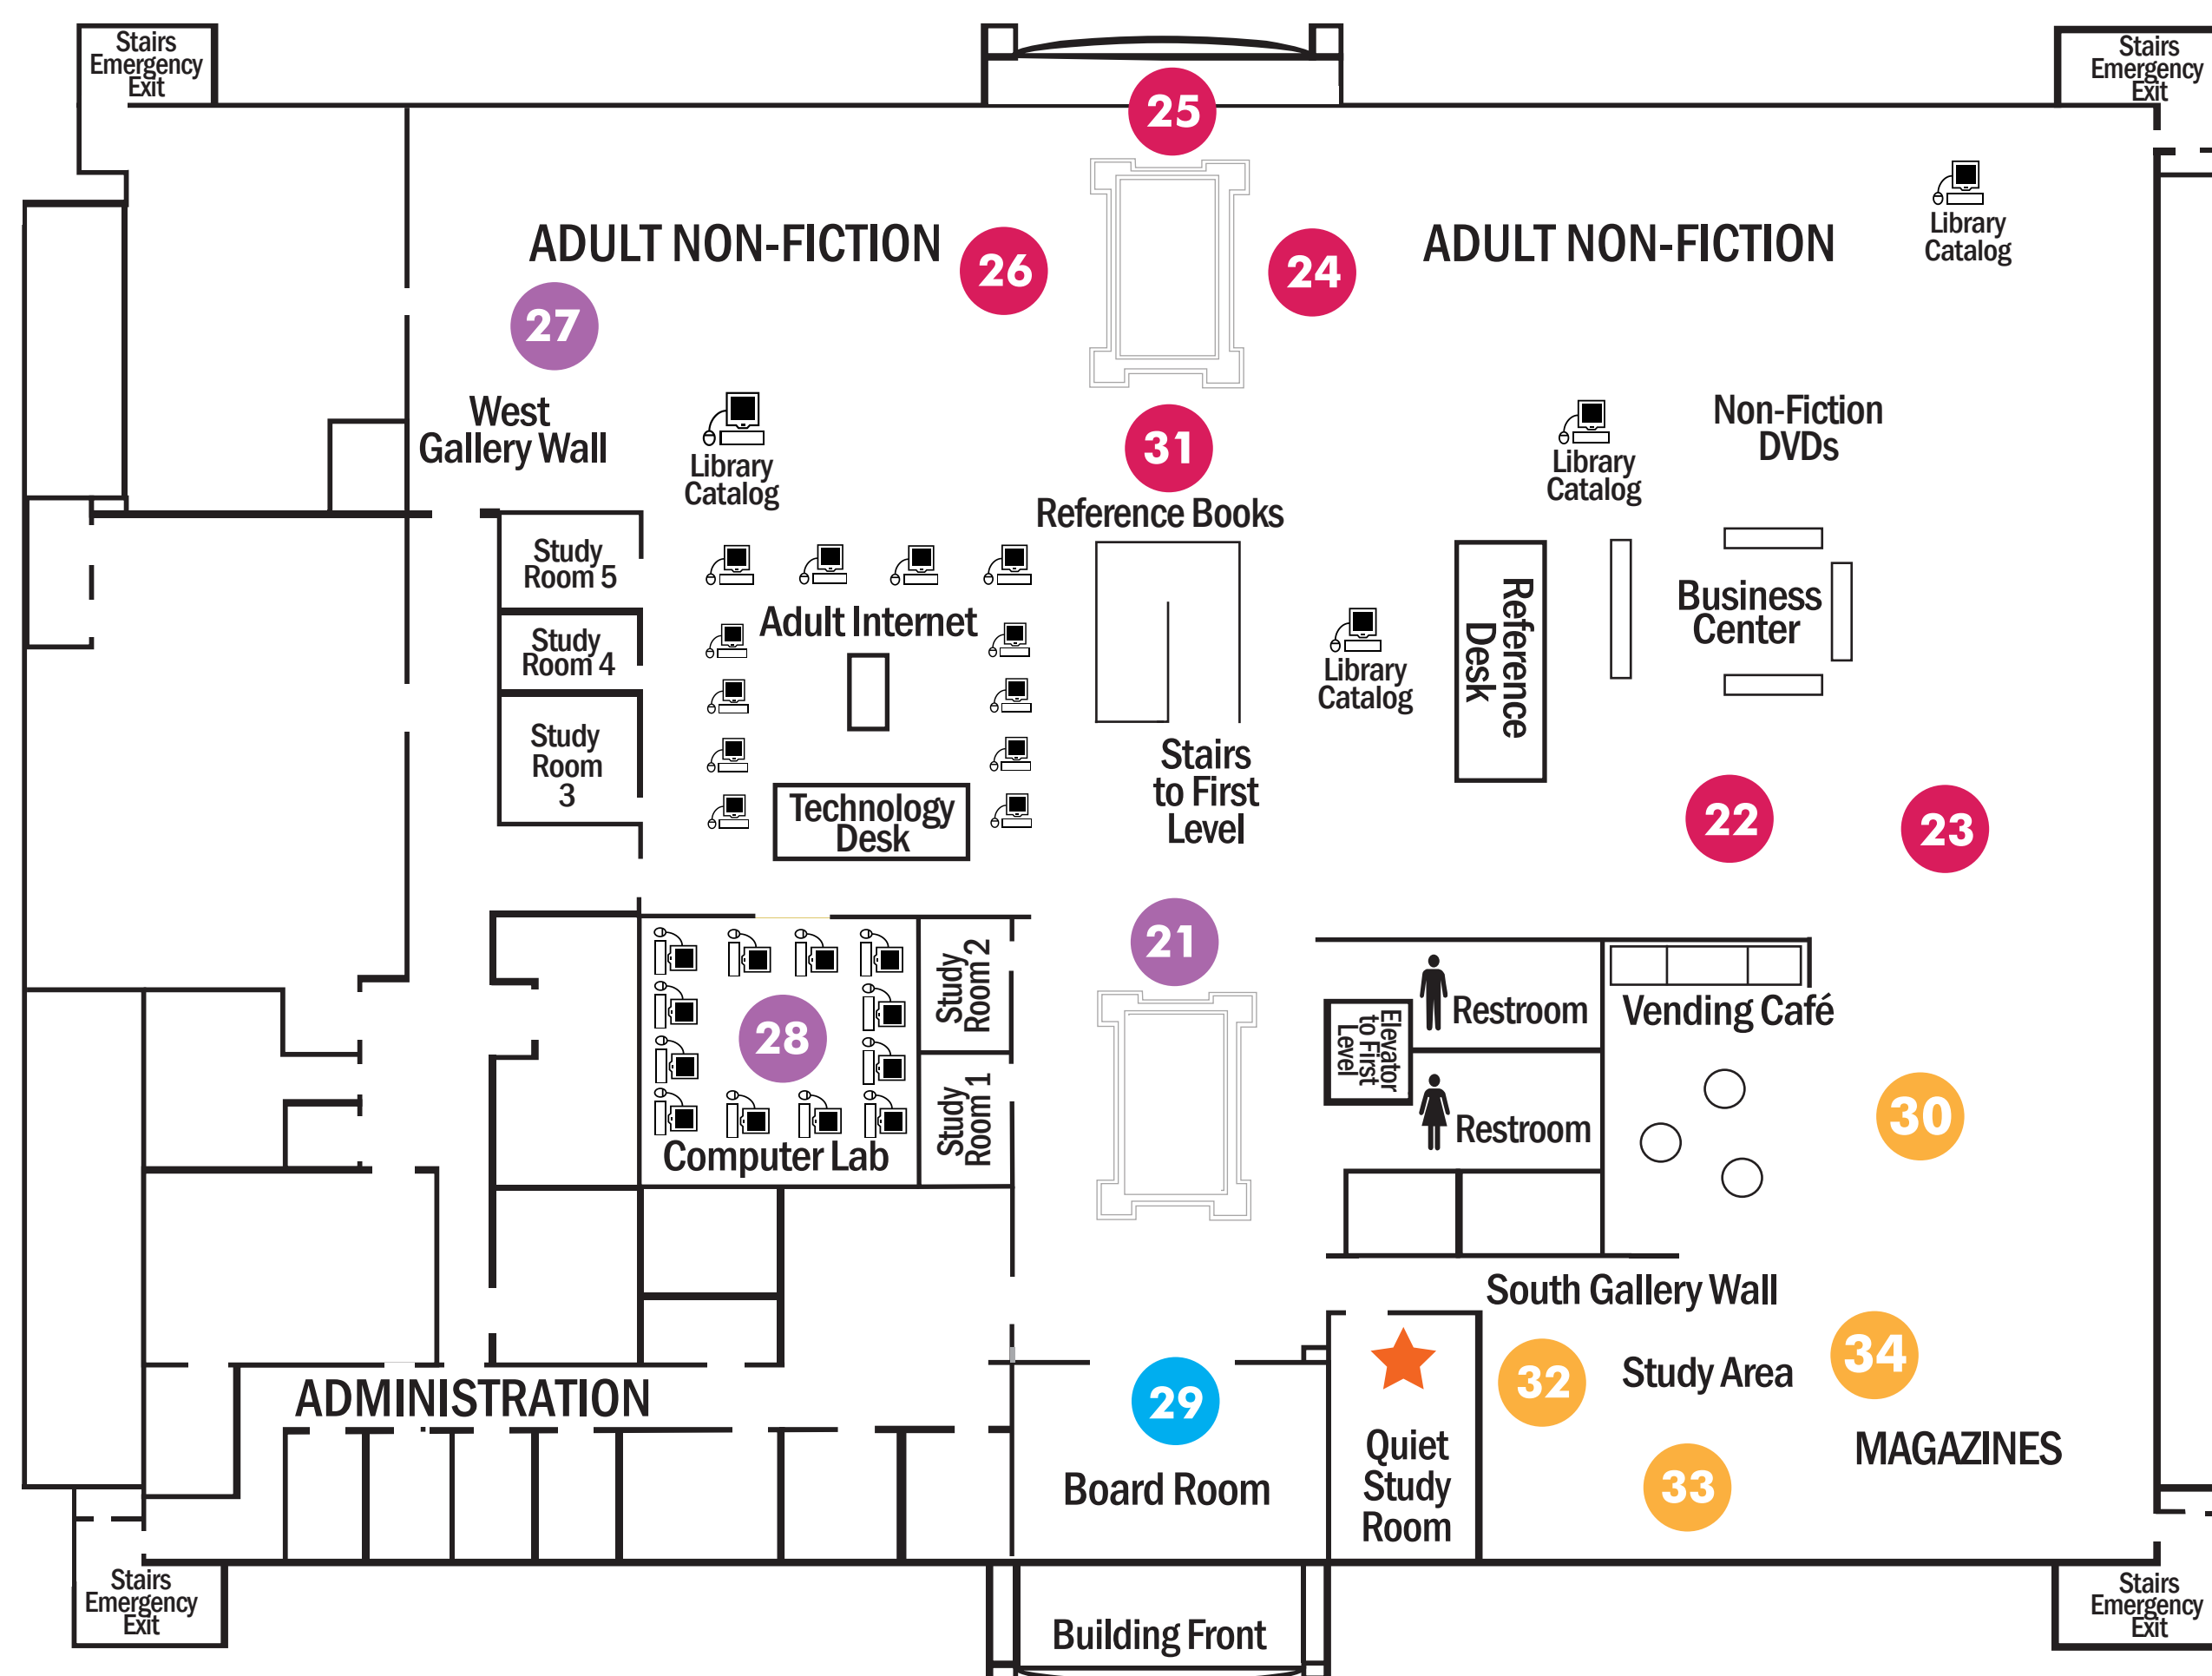 Stairs
Emergency
Exit
Stairs
Emergency
Exit
25
ADULT NON-FICTION
26
24
ADULT NON-FICTION
Library
Catalog
27
West
Gallery Wall
Library
Catalog
31
Reference Books
Library
Catalog
Non-Fiction
DVDs
Study
Room 5
Study
Room 4
Study
Room
3
Adult Internet
Technology
Desk
Stairs
to First
Level
Library
Catalog
Reference
Desk
Business
Center
22
23
21
28
Computer Lab
Study
Room 2
Study
Room 1
Restroom
Elevator
to First
Level
Restroom
Vending Café
30
South Gallery Wall
32
Study Area
34
33
MAGAZINES
ADMINISTRATION
29
Board Room
Quiet
Study
Room
Stairs
Emergency
Exit
Building Front
Stairs
Emergency
Exit